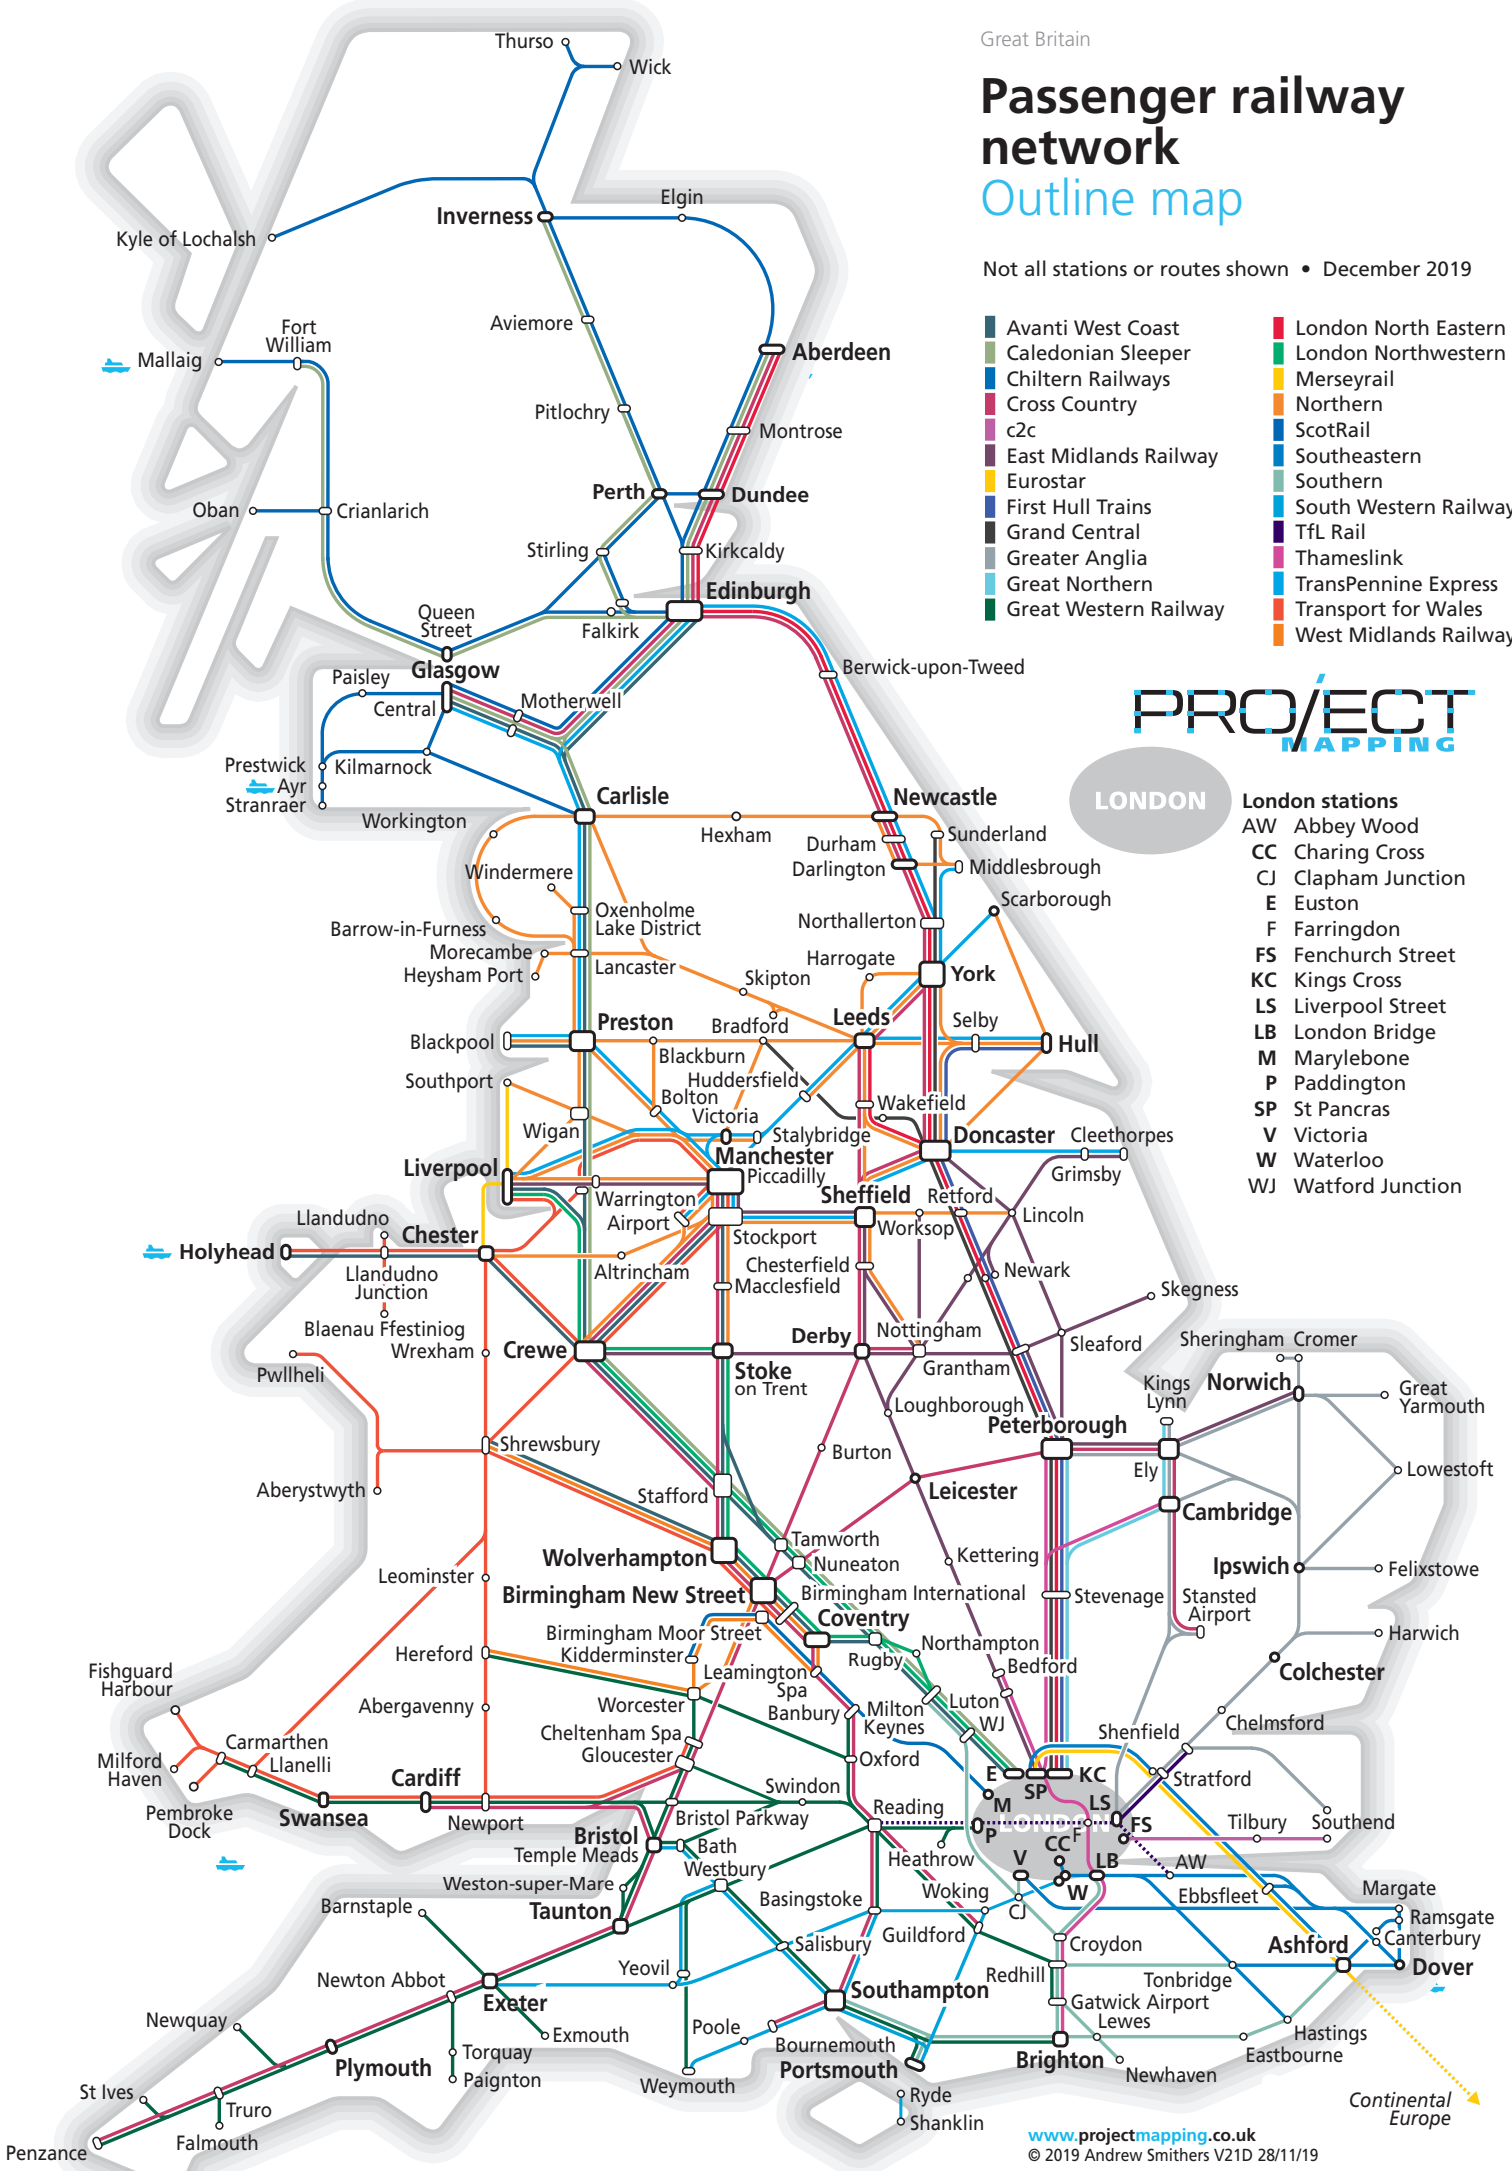 Great Britain
Passenger railway
network
Outline map
Not all stations or routes shown • December 2019
Avanti West Coast
Caledonian Sleeper
Chiltern Railways
Cross Country
c2c
East Midlands Railway
Eurostar
First Hull Trains
Grand Central
Greater Anglia
Great Northern
Great Western Railway
London North Eastern
London Northwestern
Merseyrail
Northern
ScotRail
Southeastern
Southern
South Western Railway
TfL Rail
Thameslink
TransPennine Express
Transport for Wales
West Midlands Railway
PROJECT
MAPPING
LONDON
London stations
AW Abbey Wood
CC Charing Cross
CJ Clapham Junction
E Euston
F Farringdon
FS Fenchurch Street
KC Kings Cross
LS Liverpool Street
LB London Bridge
M Marylebone
P Paddington
SP St Pancras
V Victoria
W Waterloo
WJ Watford Junction
Thurso
Wick
Elgin
Inverness
Kyle of Lochalsh
Aviemore
Fort
William
Mallaig
Aberdeen
Pitlochry
Montrose
Perth
Dundee
Oban
Crianlarich
Stirling
Kirkcaldy
Edinburgh
Queen
Street
Falkirk
Glasgow
Central
Paisley
Motherwell
Berwick-upon-Tweed
Prestwick
Kilmarnock
Ayr
Stranraer
Carlisle
Newcastle
Workington
Hexham
Sunderland
Durham
Darlington
Middlesbrough
Windermere
Scarborough
Oxenholme
Lake District
Northallerton
Barrow-in-Furness
Morecambe
Heysham Port
Lancaster
Harrogate
York
Skipton
Preston
Bradford
Leeds
Selby
Hull
Blackpool
Blackburn
Southport
Huddersfield
Bolton
Wakefield
Victoria
Wigan
Stalybridge
Doncaster
Cleethorpes
Grimsby
Manchester
Piccadilly
Liverpool
Warrington
Sheffield
Retford
Airport
Worksop
Lincoln
Llandudno
Chester
Stockport
Holyhead
Llandudno
Junction
Altrincham
Chesterfield
Macclesfield
Newark
Skegness
Blaenau Ffestiniog
Wrexham
Crewe
Derby
Nottingham
Grantham
Sleaford
Sheringham
Cromer
Pwllheli
Stoke
on Trent
Kings
Lynn
Norwich
Great
Yarmouth
Loughborough
Peterborough
Shrewsbury
Burton
Ely
Lowestoft
Aberystwyth
Stafford
Leicester
Cambridge
Wolverhampton
Tamworth
Nuneaton
Kettering
Ipswich
Felixstowe
Leominster
Birmingham New Street
Birmingham International
Stevenage
Stansted
Airport
Coventry
Birmingham Moor Street
Hereford
Kidderminster
Rugby
Northampton
Harwich
Fishguard
Harbour
Leamington
Spa
Bedford
Colchester
Abergavenny
Worcester
Banbury
Milton
Keynes
Luton
WJ
Chelmsford
Carmarthen
Cheltenham Spa
Gloucester
Shenfield
Milford
Haven
Llanelli
Oxford
Cardiff
E
SP
KC
Stratford
Pembroke
Dock
Swansea
Newport
Swindon
Bristol Parkway
Reading
M
LS
LONDON
FS
Tilbury
Southend
P
F
Bristol
Temple Meads
Bath
Heathrow
CC
V
LB
AW
Westbury
Weston-super-Mare
Basingstoke
Woking
W
CJ
Ebbsfleet
Margate
Barnstaple
Taunton
Ramsgate
Canterbury
Salisbury
Guildford
Croydon
Ashford
Newton Abbot
Yeovil
Redhill
Tonbridge
Dover
Exeter
Southampton
Gatwick Airport
Newquay
Exmouth
Poole
Lewes
Hastings
Torquay
Bournemouth
Plymouth
Portsmouth
Brighton
Eastbourne
Paignton
Weymouth
Newhaven
St Ives
Ryde
Truro
Continental
Europe
Shanklin
Falmouth
Penzance
www.projectmapping.co.uk
© 2019 Andrew Smithers V21D 28/11/19